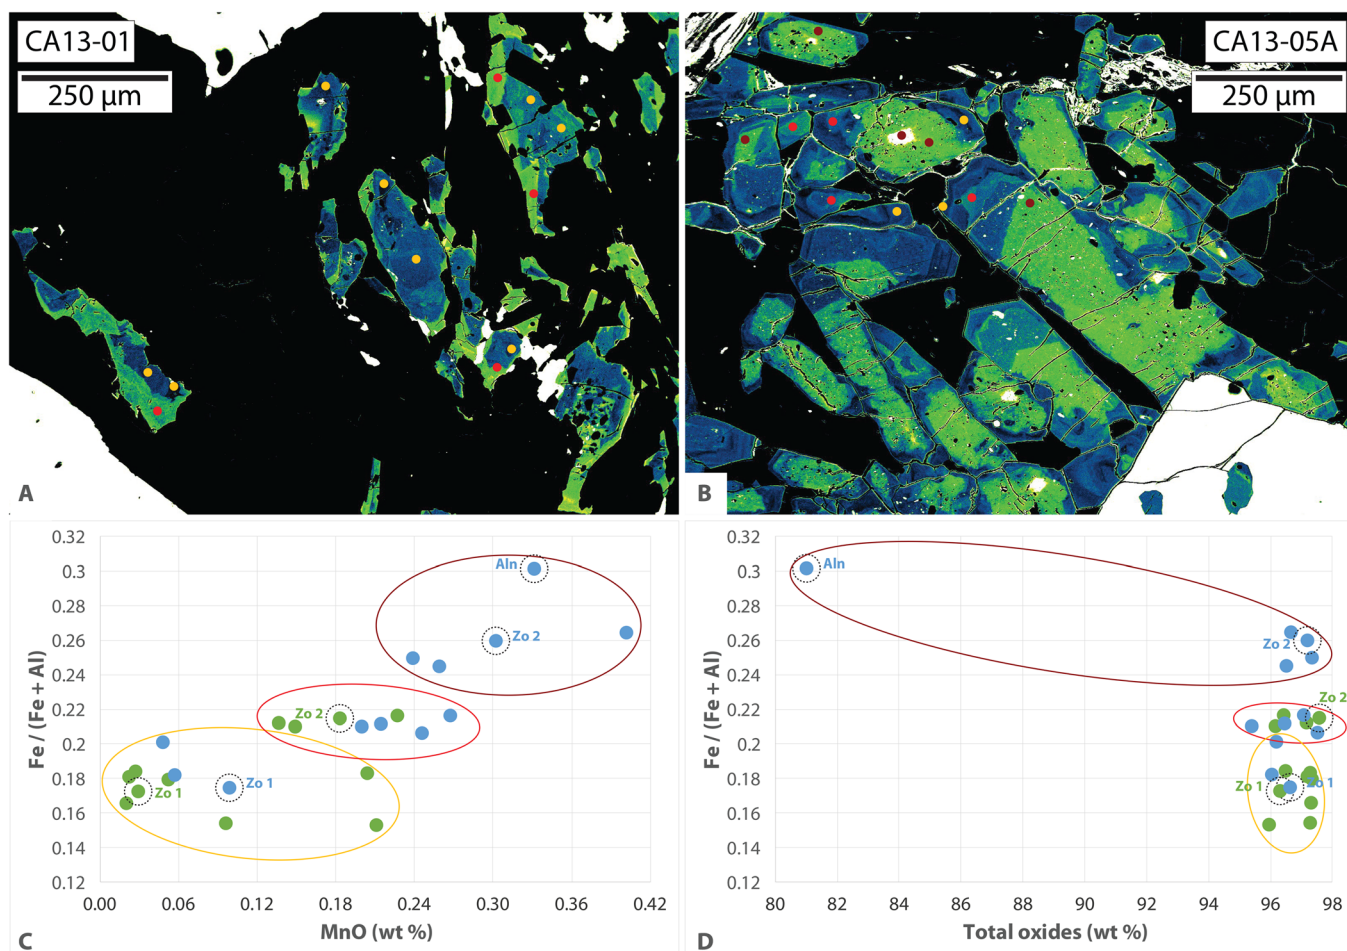 CA13-01
250 µm
A
CA13-05A
250 µm
B
0.32
0.3
0.28
0.26
0.24
0.22
0.2
0.18
0.16
0.14
0.12
Fe / (Fe + Al)
Aln
Zo 2
Zo 2
Zo 1
Zo 1
0.00 0.06 0.12 0.18 0.24 0.30 0.36 0.42
MnO (wt %)
C
0.32
0.3
0.28
0.26
0.24
0.22
0.2
0.18
0.16
0.14
0.12
Fe / (Fe + Al)
Aln
Zo 2
Zo 2
Zo 1
Zo 1
80 82 84 86 88 90 92 94 96 98
Total oxides (wt %)
D